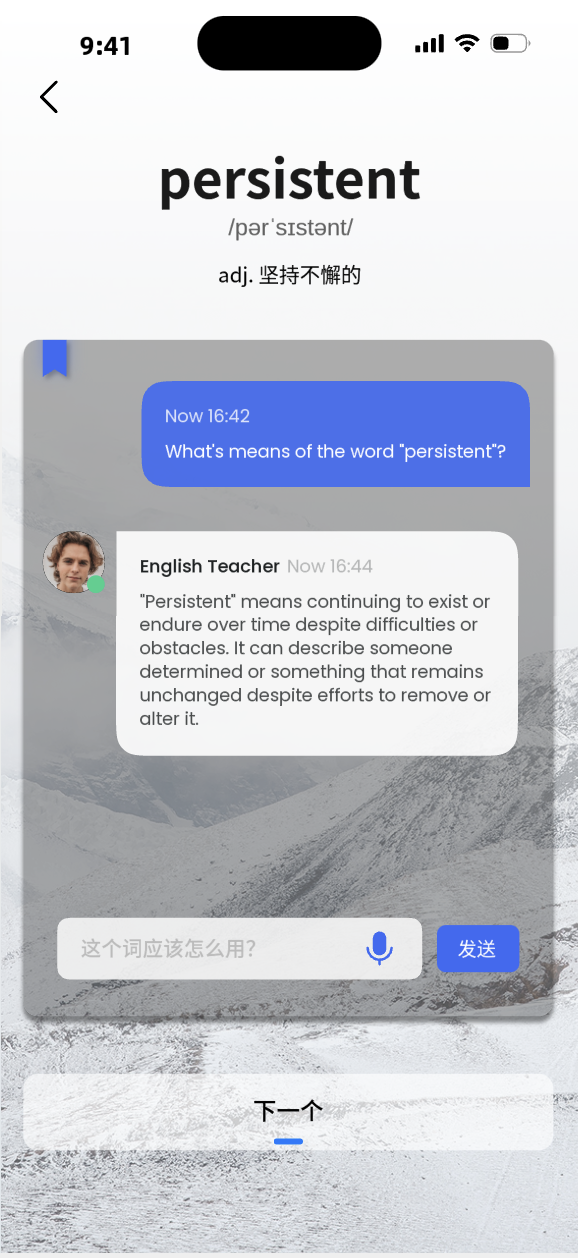 9:41
persistent
/pərˈsɪstənt/
adj. 坚持不懈的
Now 16:42
What's means of the word "persistent"?
English Teacher Now 16:44
"Persistent" means continuing to exist or
endure over time despite difficulties or
obstacles. It can describe someone
determined or something that remains
unchanged despite efforts to remove or
alter it.
这个词应该怎么用?
发送
下一个